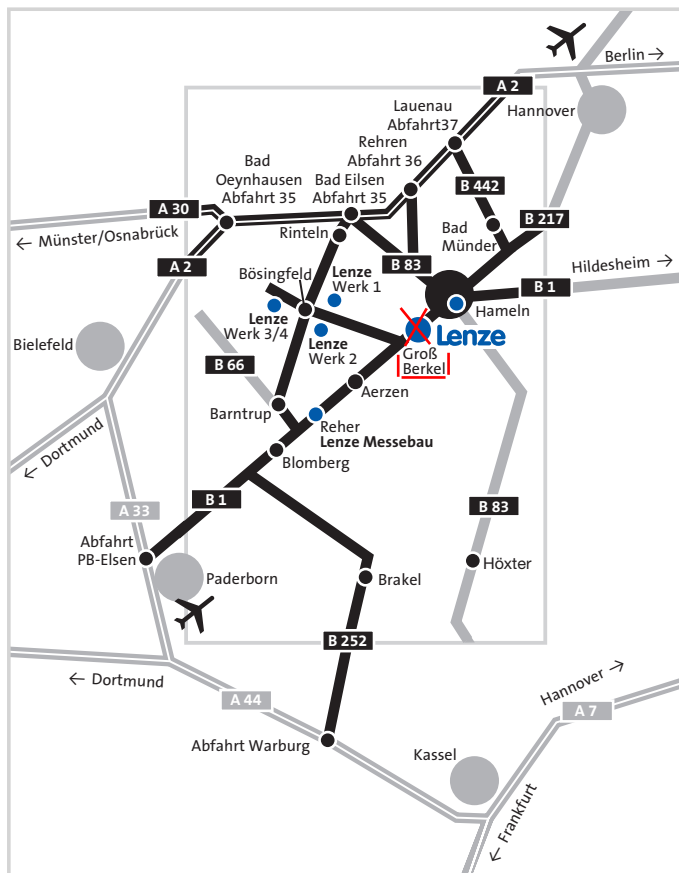 Berlin →
A 2
Lauenau
Abfahrt37
Hannover
Rehren
Abfahrt 36
Bad
Oeynhausen
Abfahrt 35
Bad Eilsen
Abfahrt 35
B 442
A 30
B 217
← Münster/Osnabrück
Rinteln
Bad
Münder
A 2
B 83
Hildesheim →
Bösingfeld
Lenze
Werk 1
B 1
Hameln
Lenze
Werk 3/4
Lenze
Werk 2
Lenze
Bielefeld
Groß
Berkel
B 66
Aerzen
Barntrup
Reher
Lenze Messebau
← Dortmund
Blomberg
B 1
A 33
B 83
Abfahrt
PB-Elsen
Paderborn
Brakel
Höxter
B 252
← Dortmund
Hannover →
A 44
A 7
Abfahrt Warburg
Kassel
← Frankfurt